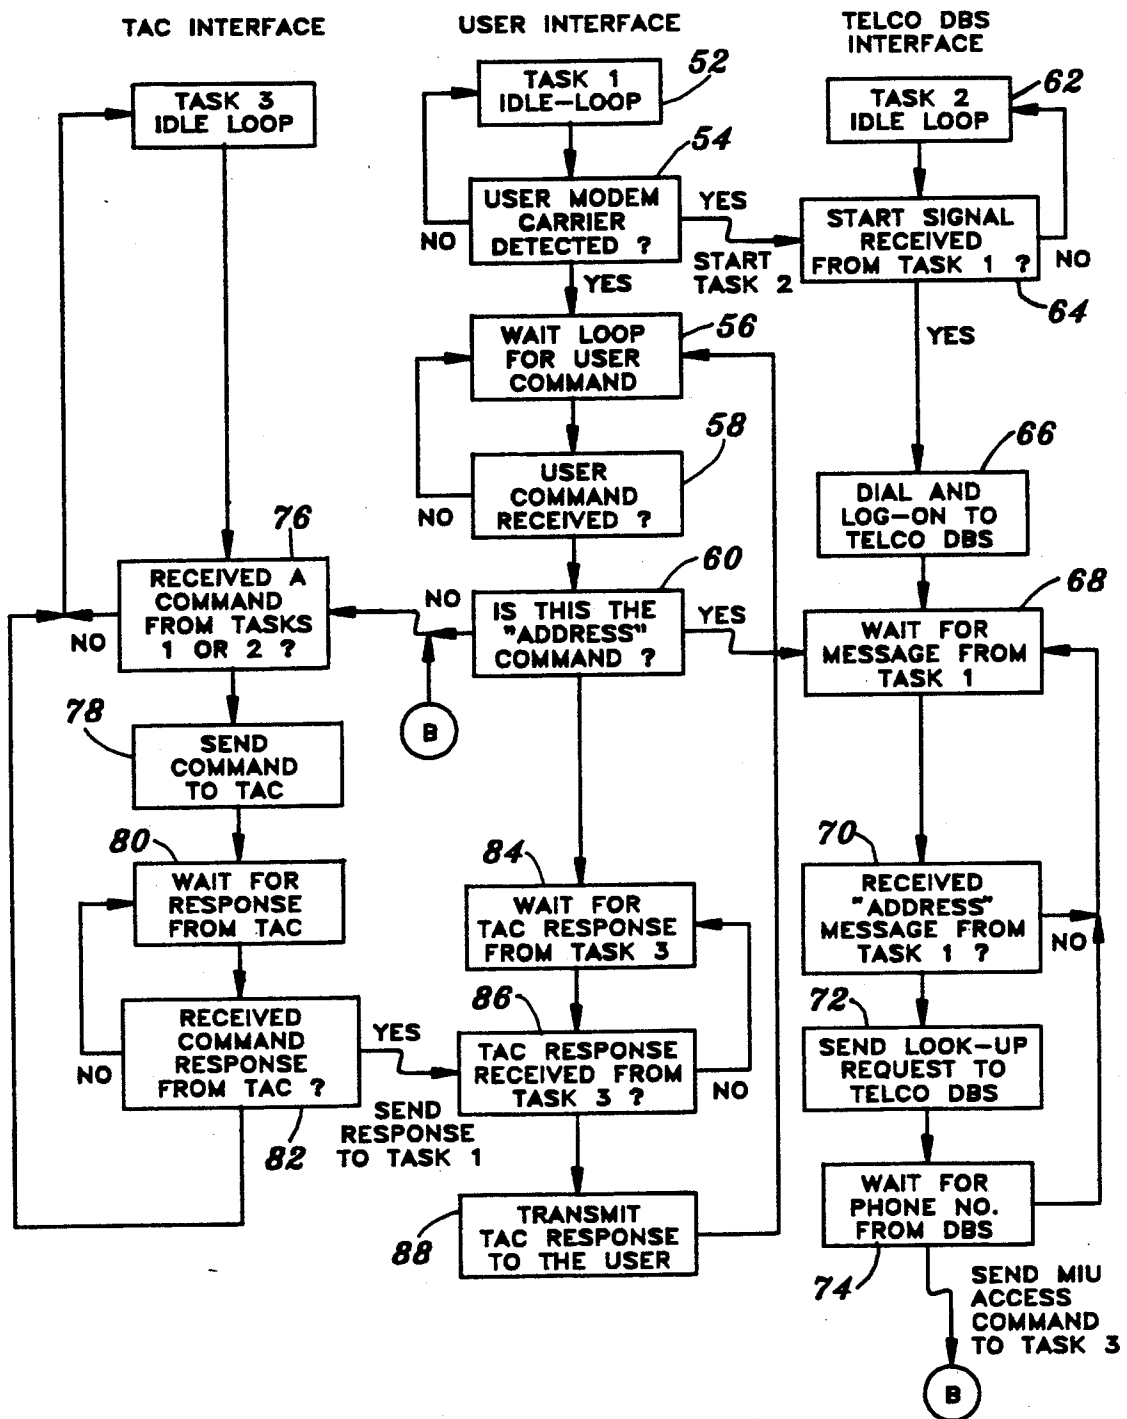 TAC INTERFACE
TASK 3
IDLE LOOP
76
RECEIVED A
COMMAND
FROM TASKS
1 OR 2 ?
NO
78
SEND
COMMAND
TO TAC
80
WAIT FOR
RESPONSE
FROM TAC
RECEIVED
COMMAND
RESPONSE
FROM TAC ?
NO
YES
82
SEND
RESPONSE
TO TASK 1
USER INTERFACE
52
TASK 1
IDLE-LOOP
54
USER MODEM
CARRIER
DETECTED ?
NO
YES
START
TASK 2
YES
56
WAIT LOOP
FOR USER
COMMAND
58
USER
COMMAND
RECEIVED ?
NO
60
IS THIS THE
"ADDRESS"
COMMAND ?
NO
YES
B
84
WAIT FOR
TAC RESPONSE
FROM TASK 3
86
TAC RESPONSE
RECEIVED FROM
TASK 3 ?
NO
TRANSMIT
TAC RESPONSE
TO THE USER
88
TELCO DBS
INTERFACE
62
TASK 2
IDLE LOOP
START SIGNAL
RECEIVED
FROM TASK 1 ?
NO
64
YES
66
DIAL AND
LOG-ON TO
TELCO DBS
68
WAIT FOR
MESSAGE FROM
TASK 1
70
RECEIVED
"ADDRESS"
MESSAGE FROM
TASK 1 ?
NO
72
SEND LOOK-UP
REQUEST TO
TELCO DBS
WAIT FOR
PHONE NO.
FROM DBS
74
SEND MIU
ACCESS
COMMAND
TO TASK 3
B